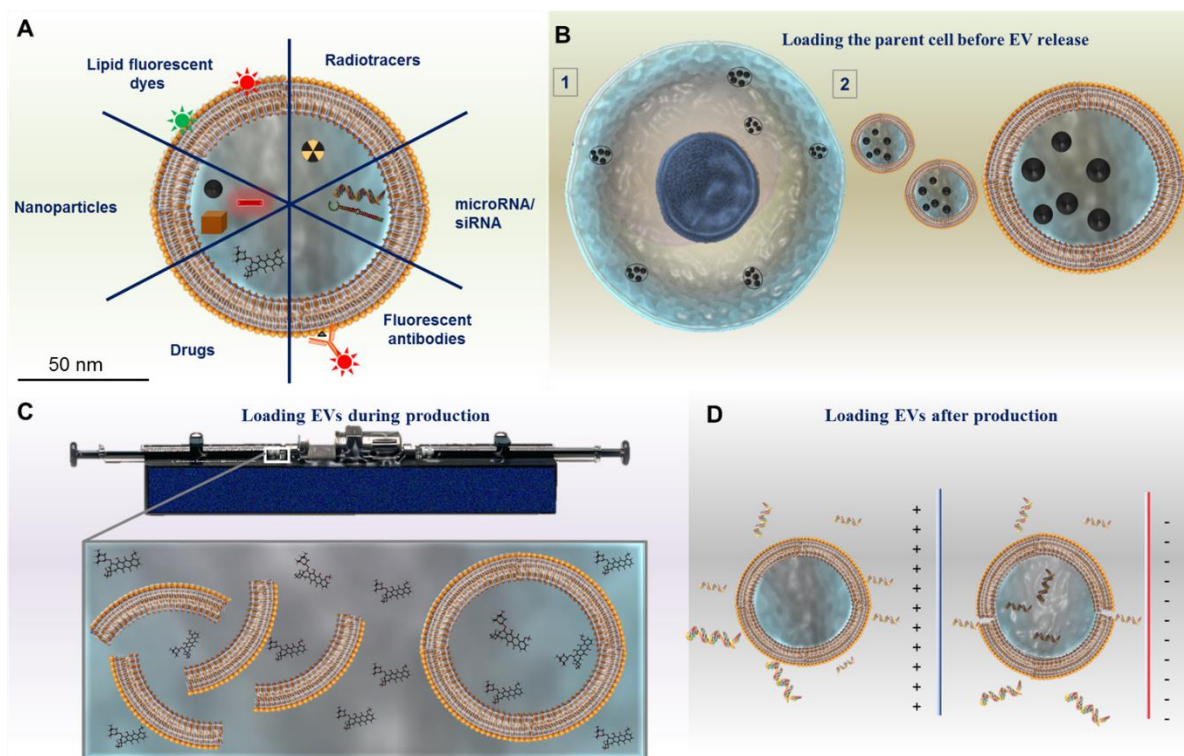 A
Lipid fluorescent
dyes
Radiotracers
Nanoparticles
microRNA/
siRNA
Drugs
Fluorescent
antibodies
50 nm
B
Loading the parent cell before EV release
1
2
C
Loading EVs during production
D
Loading EVs after production
+
+
+
+
+
+
+
+
+
+
+
-
-
-
-
-
-
-
-
-
-
-